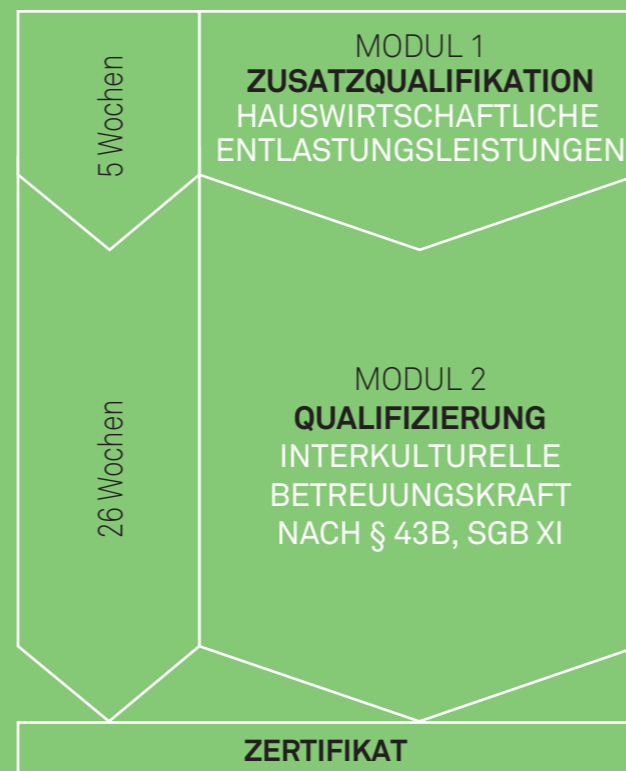 5 Wochen
MODUL 1
ZUSATZQUALIFIKATION
HAUSWIRTSCHAFTLICHE
ENTLASTUNGSLEISTUNGEN
26 Wochen
MODUL 2
QUALIFIZIERUNG
INTERKULTURELLE
BETREUUNGSKRAFT
NACH § 43B, SGB XI
ZERTIFIKAT